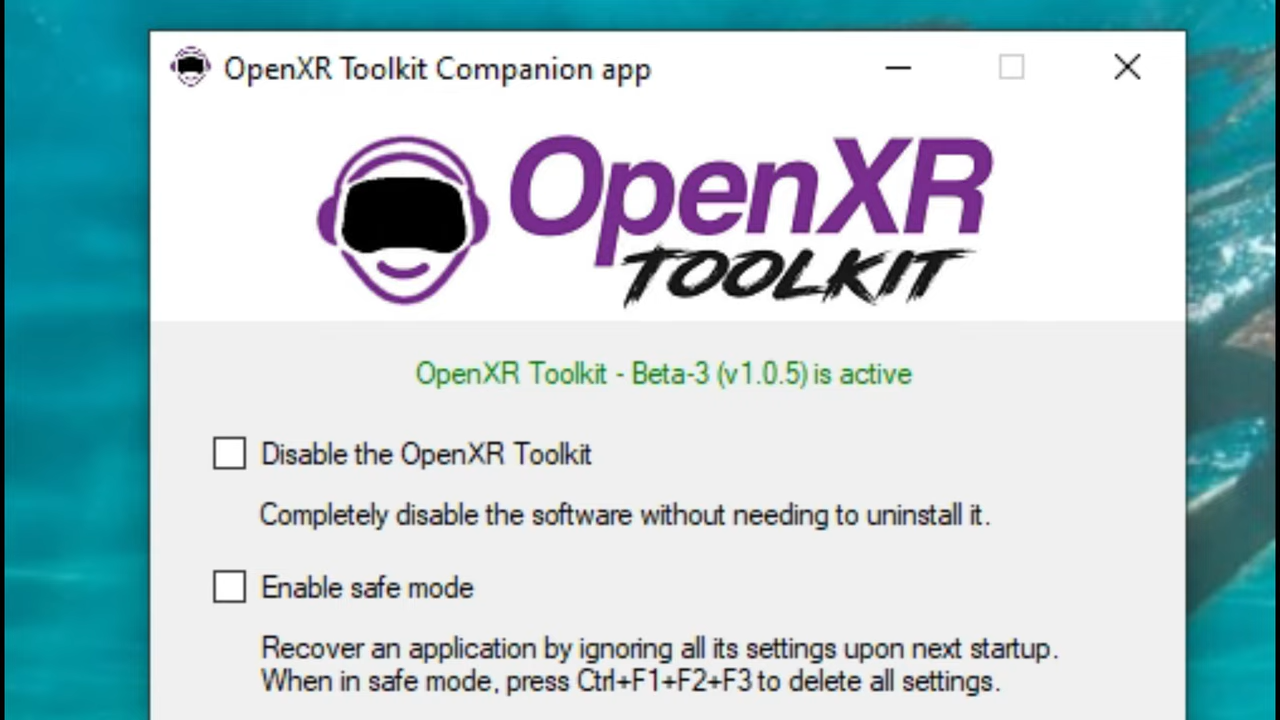 OpenXR Toolkit Companion app
OpenXR
TOOLKIT
OpenXR Toolkit - Beta-3 (v1.0.5) is active
Disable the OpenXR Toolkit
Completely disable the software without needing to uninstall it.
Enable safe mode
Recover an application by ignoring all its settings upon next startup.
When in safe mode, press Ctrl+F1+F2+F3 to delete all settings.